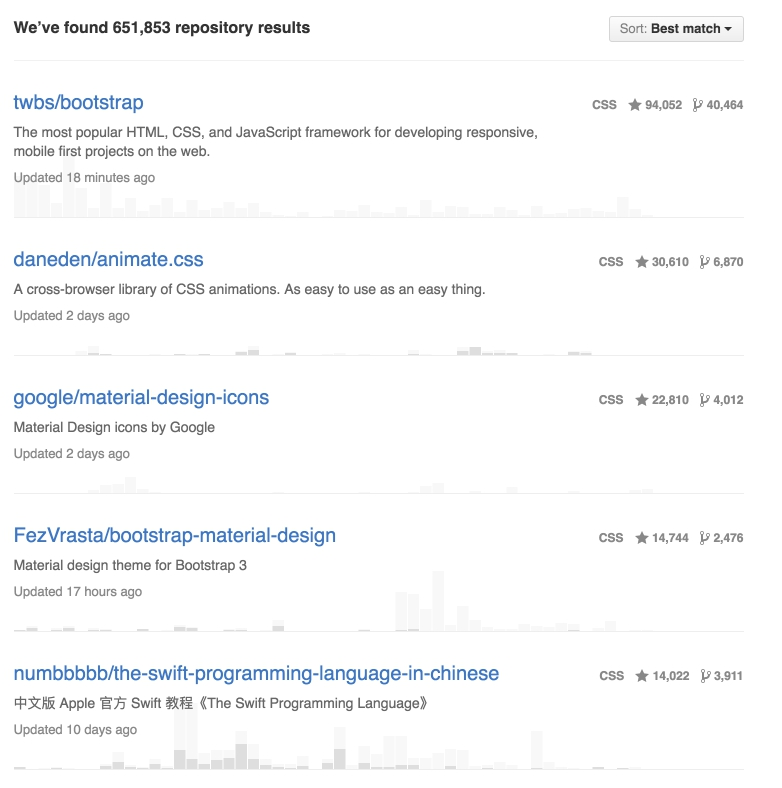 We’ve found 651,853 repository results
Sort: Best match
twbs/bootstrap
CSS 94,052 40,464
The most popular HTML, CSS, and JavaScript framework for developing responsive,
mobile first projects on the web.
Updated 18 minutes ago
daneden/animate.css
CSS 30,610 6,870
A cross-browser library of CSS animations. As easy to use as an easy thing.
Updated 2 days ago
google/material-design-icons
CSS 22,810 4,012
Material Design icons by Google
Updated 2 days ago
FezVrasta/bootstrap-material-design
CSS 14,744 2,476
Material design theme for Bootstrap 3
Updated 17 hours ago
numbbbbb/the-swift-programming-language-in-chinese
CSS 14,022 3,911
中文版 Apple 官方 Swift 教程《The Swift Programming Language》
Updated 10 days ago